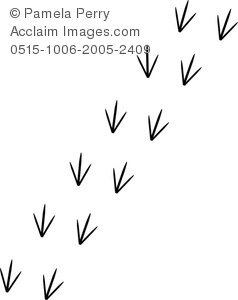 © Pamela Perry
Acclaim Images.com
0515-1006-2005-2409